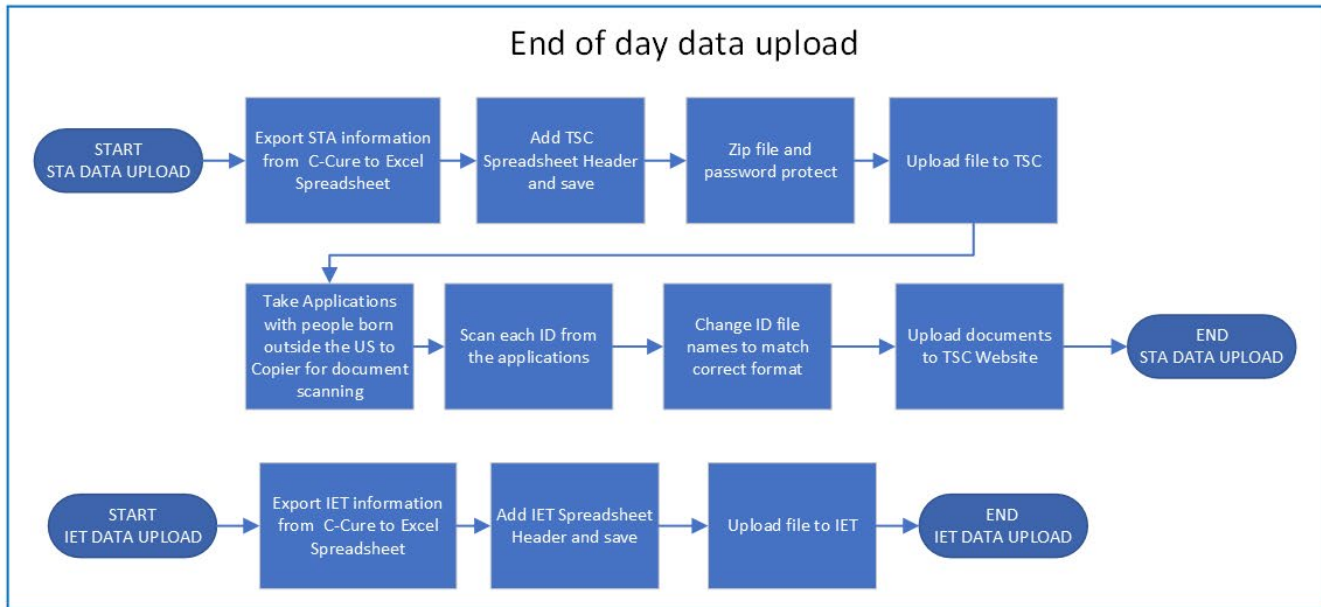 End of day data upload
START
STA DATA UPLOAD
Export STA information
from C-Cure to Excel
Spreadsheet
Add TSC
Spreadsheet Header
and save
Zip file and
password protect
Upload file to TSC
Take Applications
with people born
outside the US to
Copier for document
scanning
Scan each ID from
the applications
Change ID file
names to match
correct format
Upload documents
to TSC Website
END
STA DATA UPLOAD
START
IET DATA UPLOAD
Export IET information
from C-Cure to Excel
Spreadsheet
Add IET Spreadsheet
Header and save
Upload file to IET
END
IET DATA UPLOAD